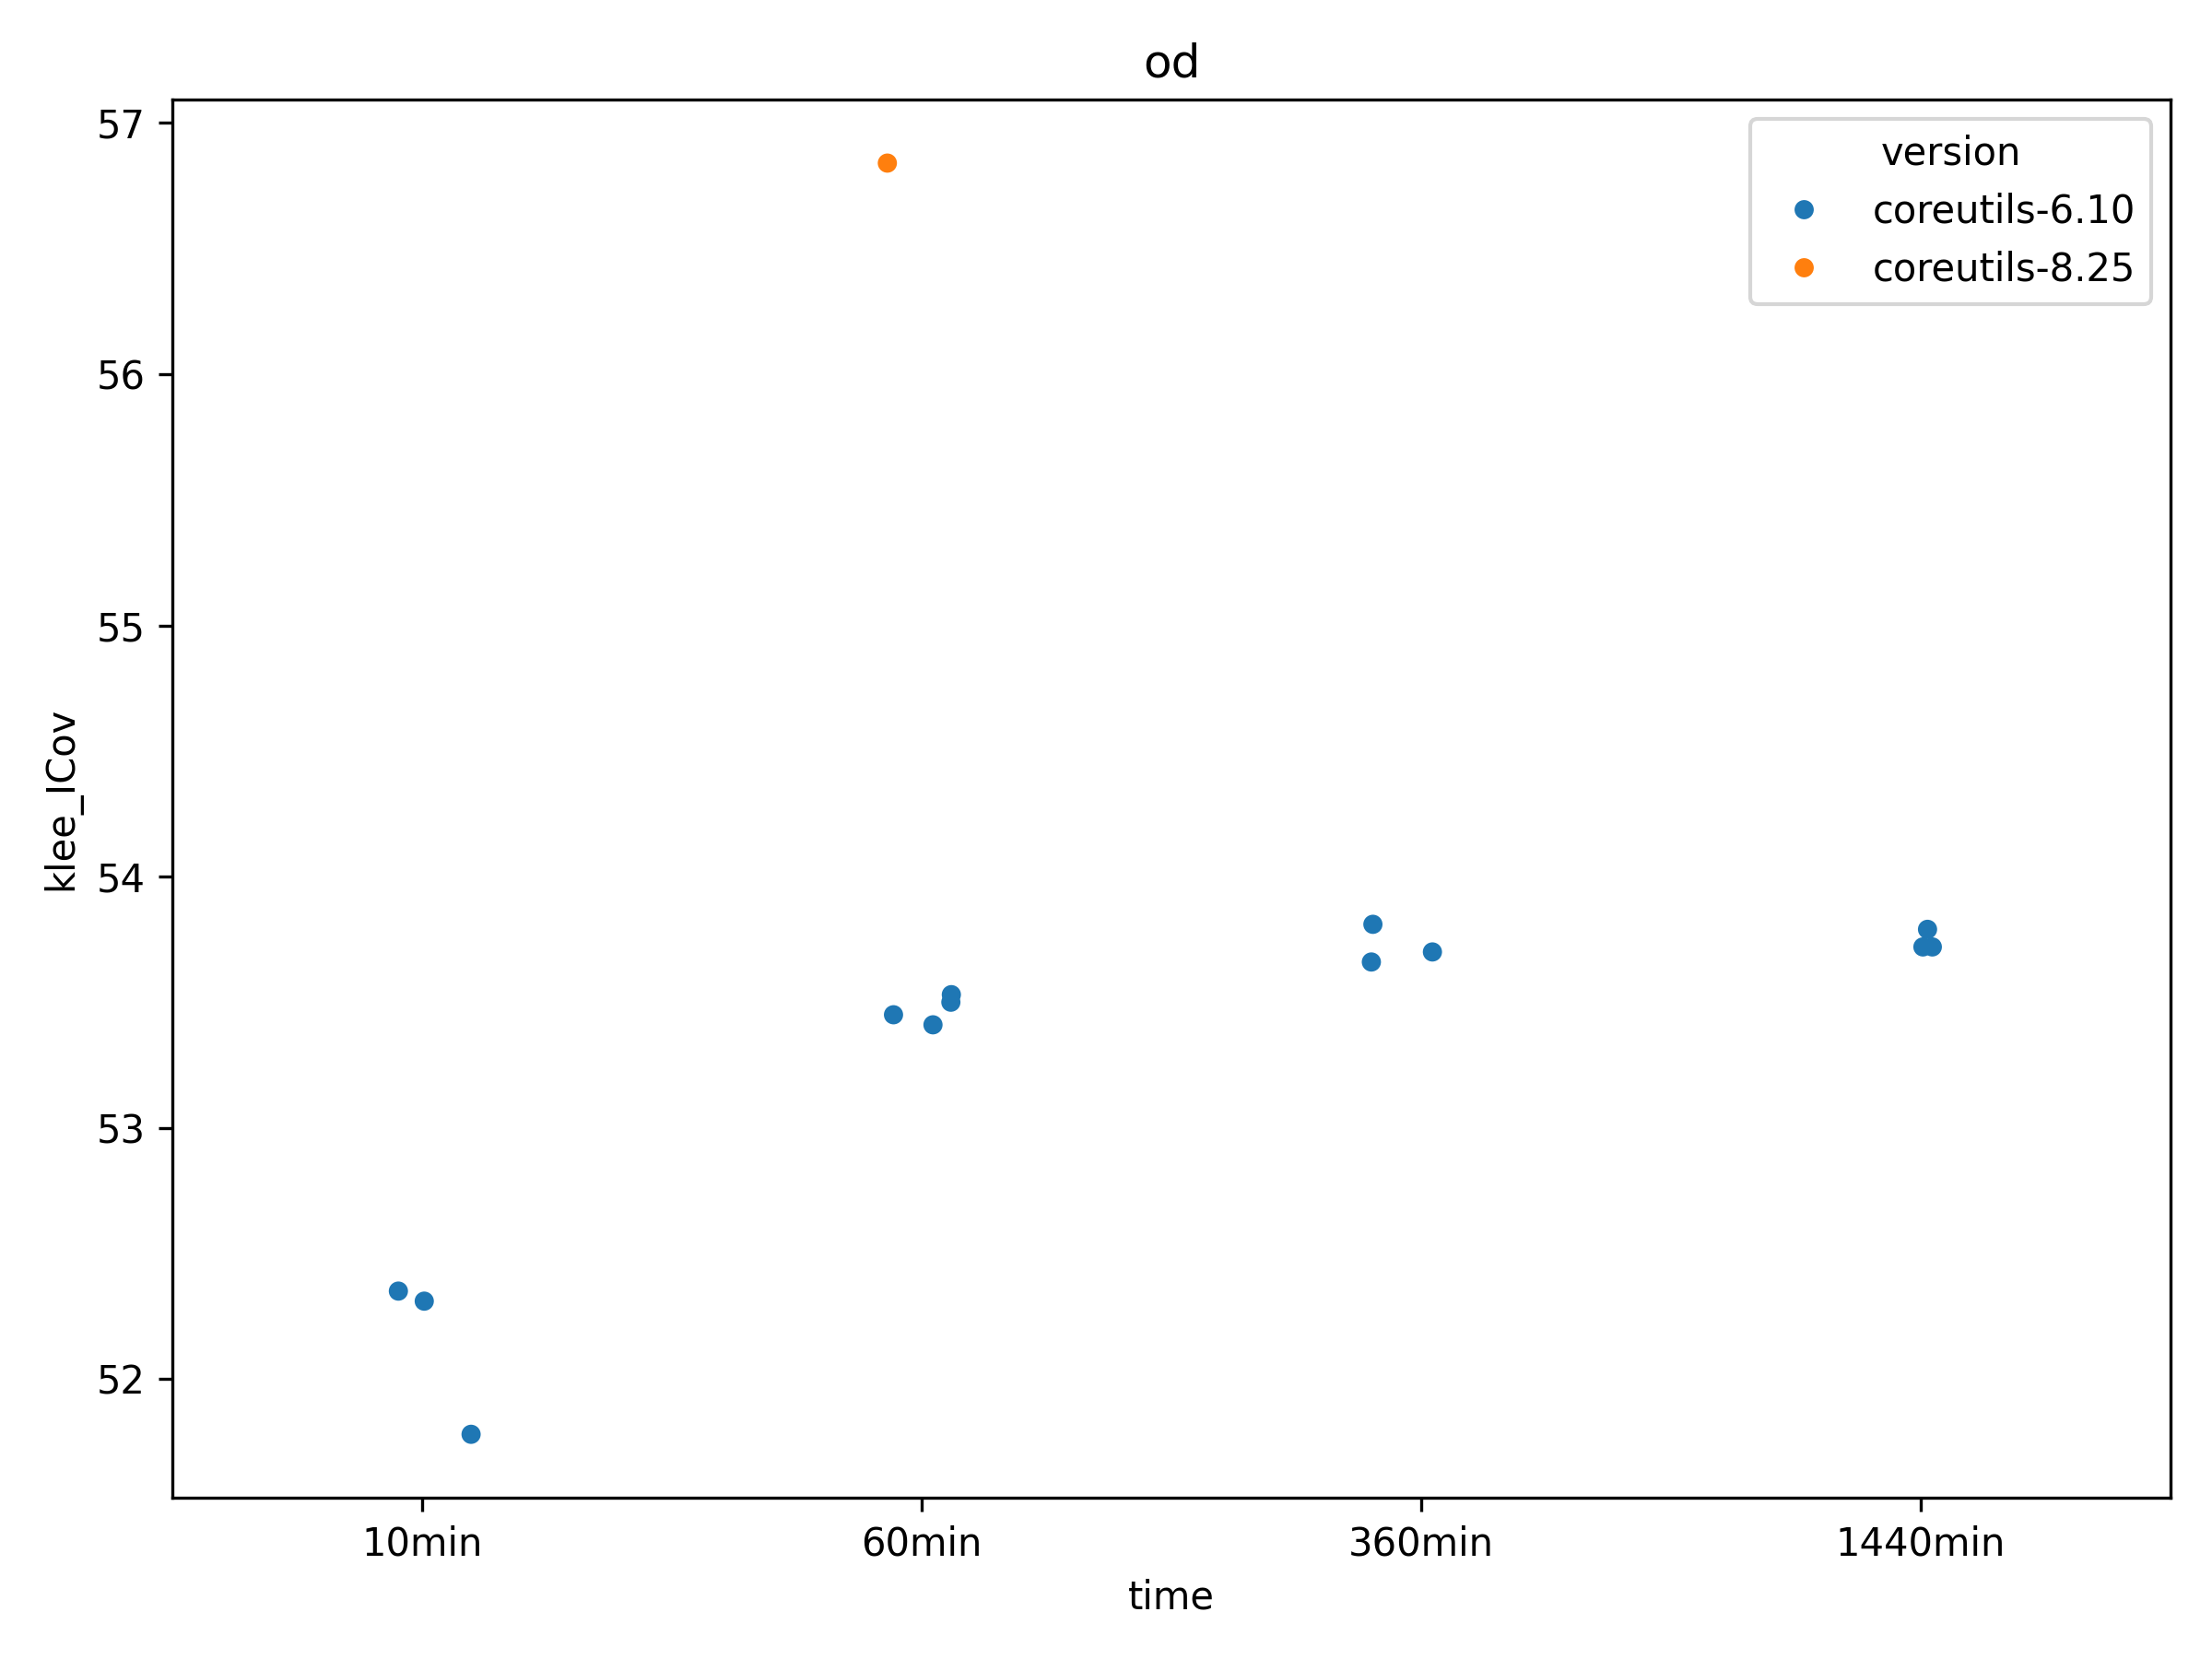 od
57
56
55
54
53
52
klee_ICov
version
coreutils-6.10
coreutils-8.25
10min 60min 360min 1440min
time